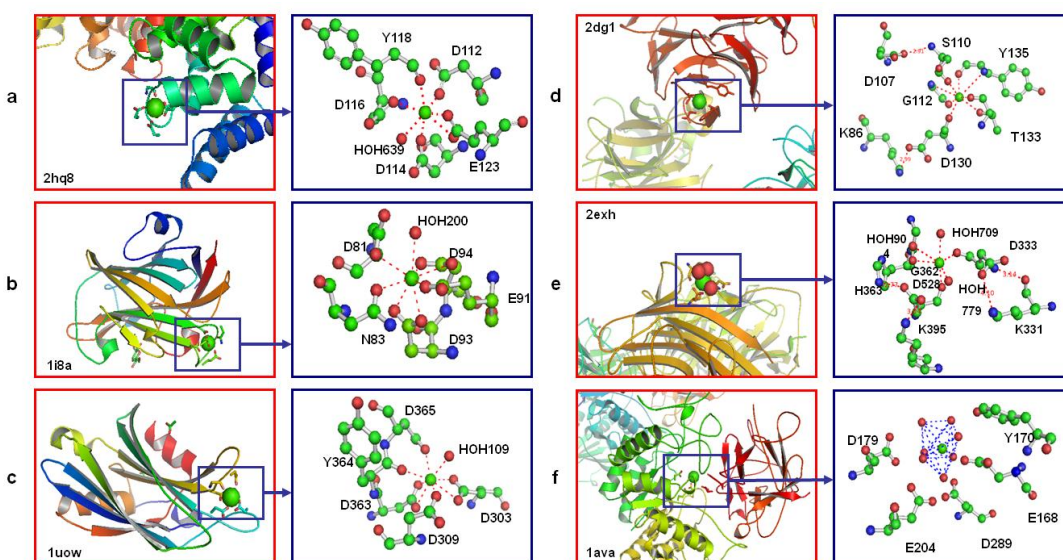 a
2hq8
Y118
D112
D116
HOH639
D114
E123
b
1i8a
HOH200
D81
D94
E91
N83
D93
c
1uow
D365
HOH109
Y364
D363
D303
D309
d
2dg1
S110
Y135
D107
G112
K86
T133
D130
2.99
e
2exh
HOH709
HOH90
4
D333
G362
D528
H363
HOH
779
K395
K331
f
1ava
D179
Y170
E168
E204
D289